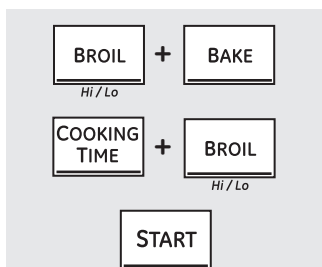 BROIL + BAKE
Hi / Lo
COOKING
TIME + BROIL
Hi / Lo
START